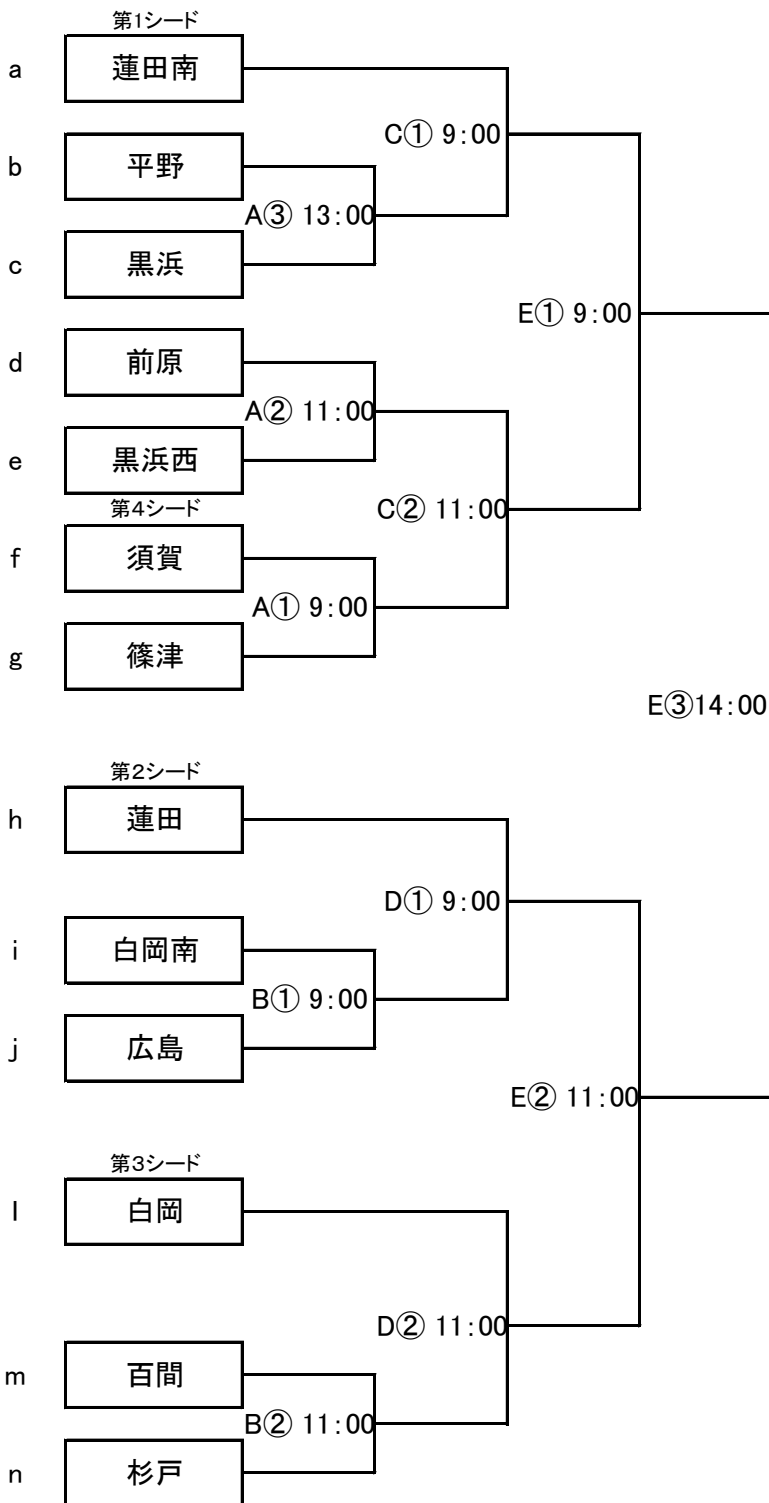 第1シード
a 蓮田南
C① 9:00
b 平野
A③ 13:00
c 黒浜
E① 9:00
d 前原
A② 11:00
e 黒浜西
第4シード
C② 11:00
f 須賀
A① 9:00
g 篠津
E③14:00
第2シード
h 蓮田
D① 9:00
i 白岡南
B① 9:00
j 広島
E② 11:00
第3シード
l 白岡
D② 11:00
m 百間
B② 11:00
n 杉戸